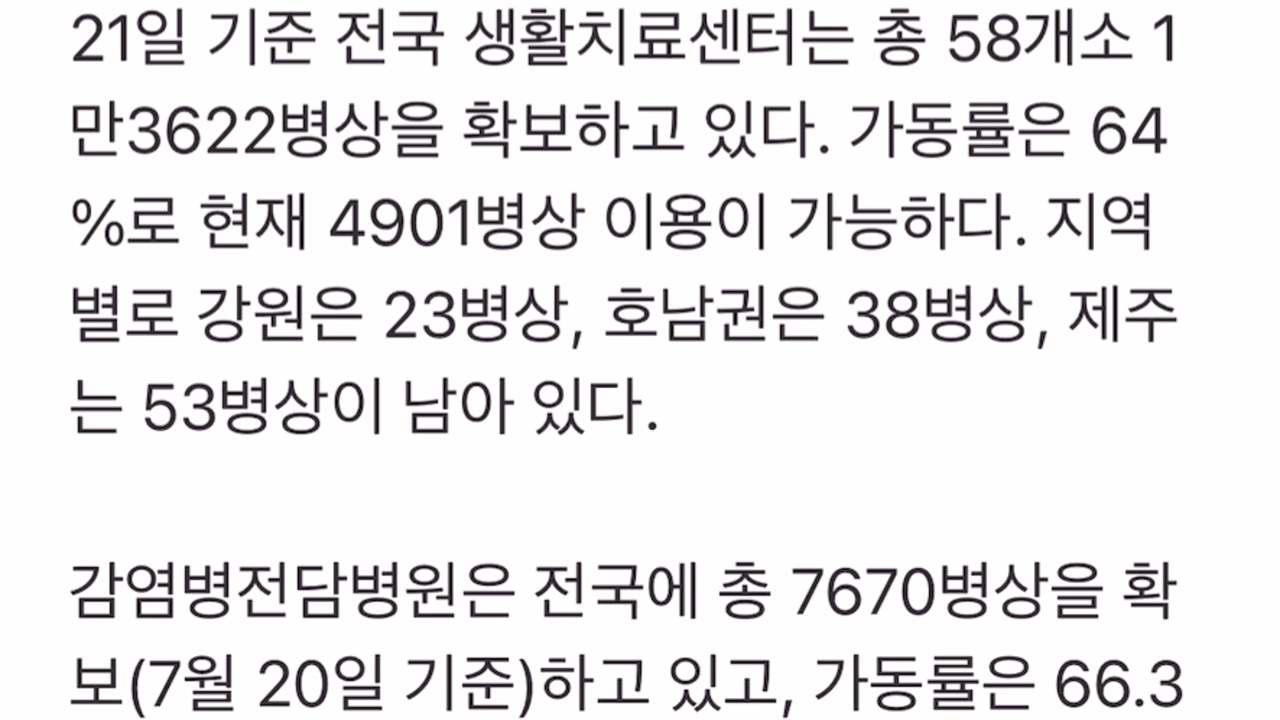 21일 기준 전국 생활치료센터는 총 58개소 1
만3622병상을 확보하고 있다. 가동률은 64
%로 현재 4901병상 이용이 가능하다. 지역
별로 강원은 23병상, 호남권은 38병상, 제주
는 53병상이 남아 있다.
감염병전담병원은 전국에 총 7670병상을 확
보(7월 20일 기준)하고 있고, 가동률은 66.3